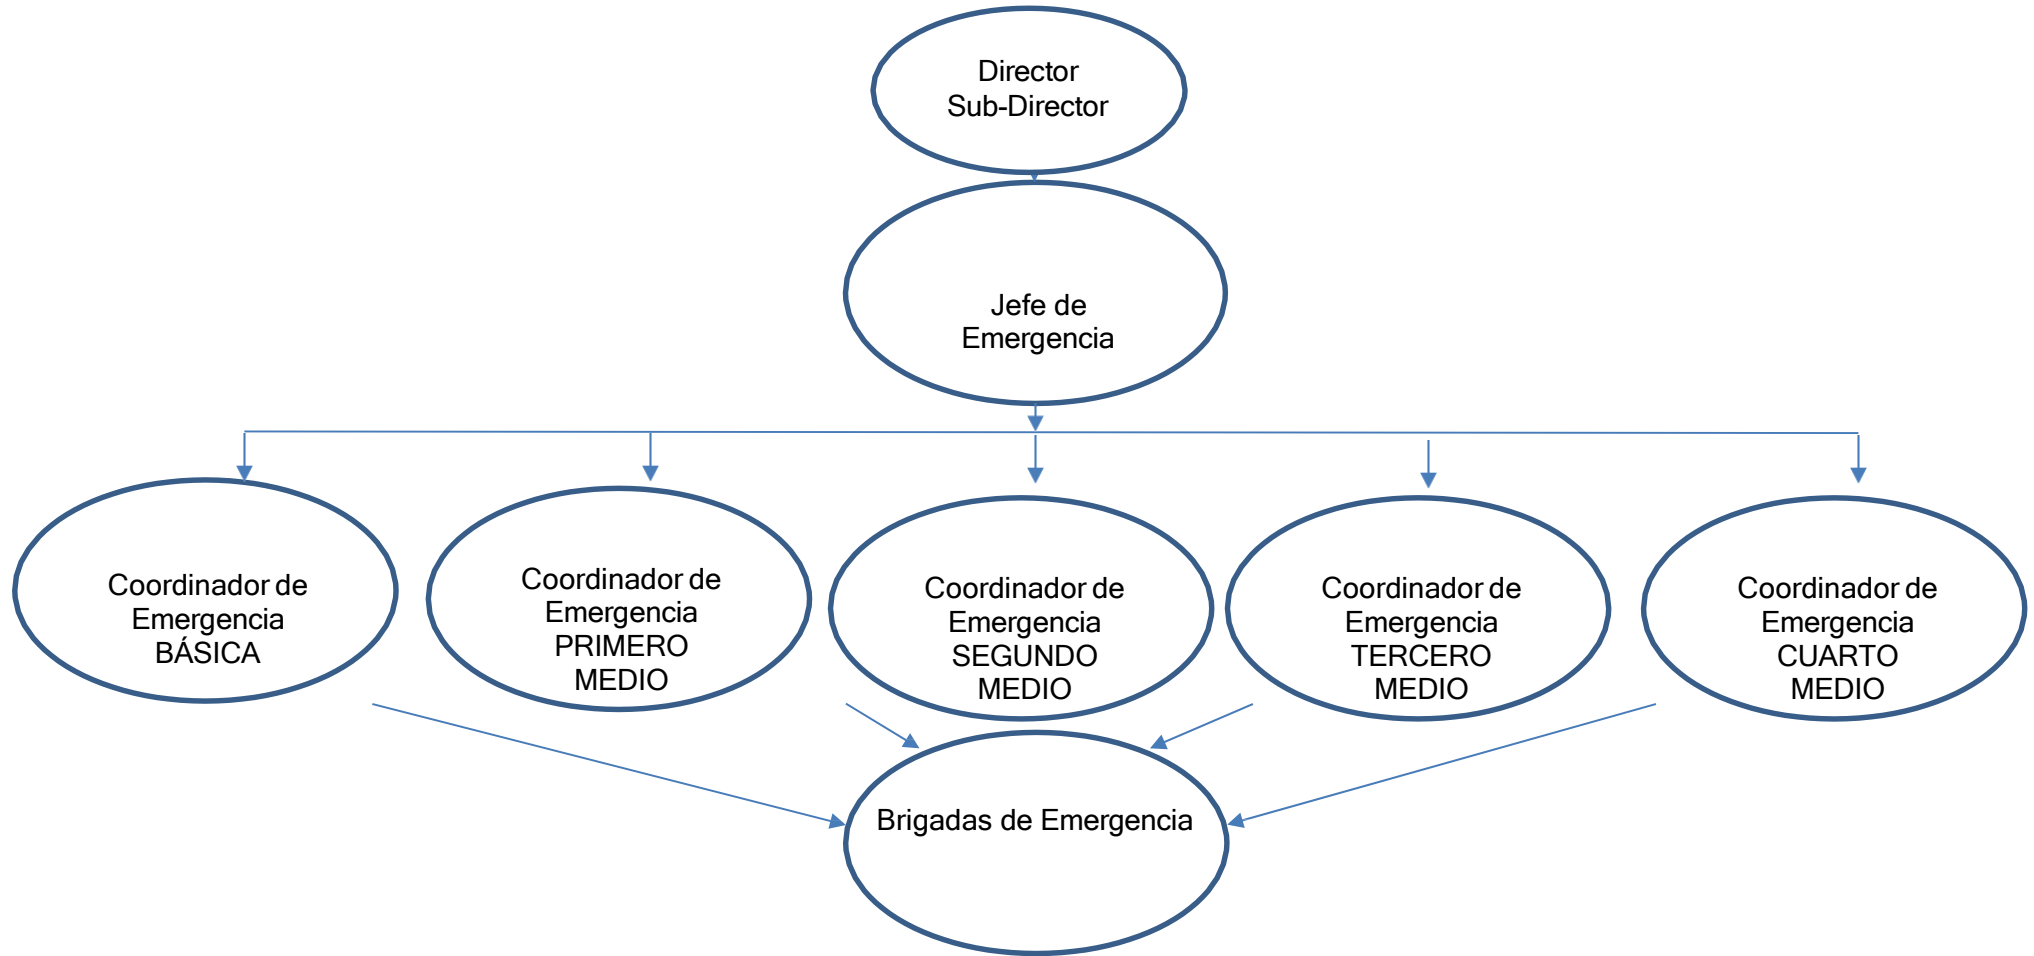 Director
Sub-Director
Jefe de
Emergencia
Coordinador de
Emergencia
BÁSICA
Coordinador de
Emergencia
PRIMERO
MEDIO
Coordinador de
Emergencia
SEGUNDO
MEDIO
Coordinador de
Emergencia
TERCERO
MEDIO
Coordinador de
Emergencia
CUARTO
MEDIO
Brigadas de Emergencia